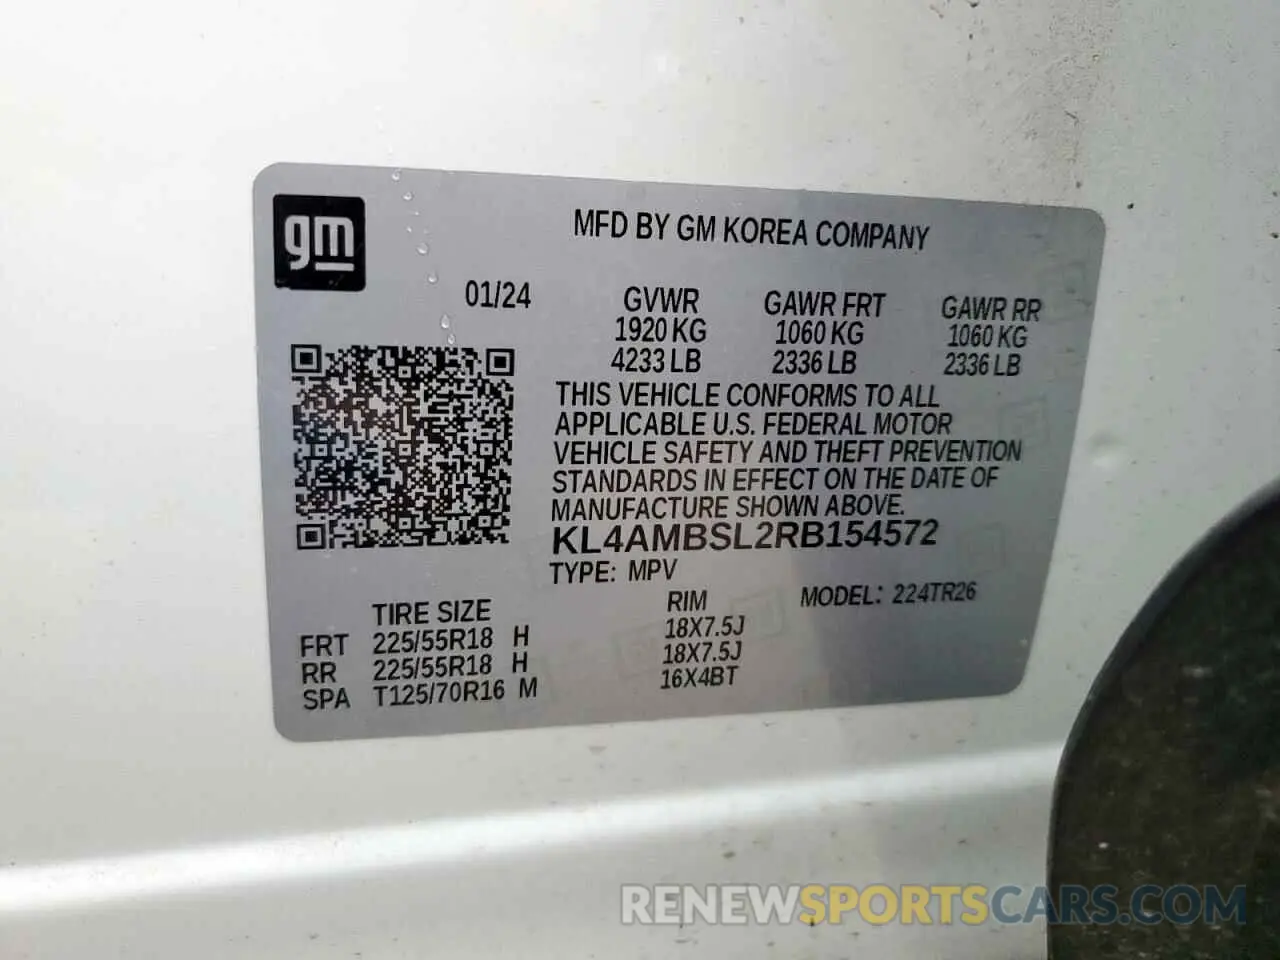 gm
MFD BY GM KOREA COMPANY
01/24 GVWR GAWR FRT GAWR RR
1920 KG 1060 KG 1060 KG
4233 LB 2336 LB 2336 LB
THIS VEHICLE CONFORMS TO ALL
APPLICABLE U.S. FEDERAL MOTOR
VEHICLE SAFETY AND THEFT PREVENTION
STANDARDS IN EFFECT ON THE DATE OF
MANUFACTURE SHOWN ABOVE.
KL4AMBSL2RB154572
TYPE: MPV MODEL: 224TR26
TIRE SIZE RIM
FRT 225/55R18 H 18X7.5J
RR 225/55R18 H 18X7.5J
SPA T125/70R16 M 16X4BT
RENEWSPORTSCARS.COM